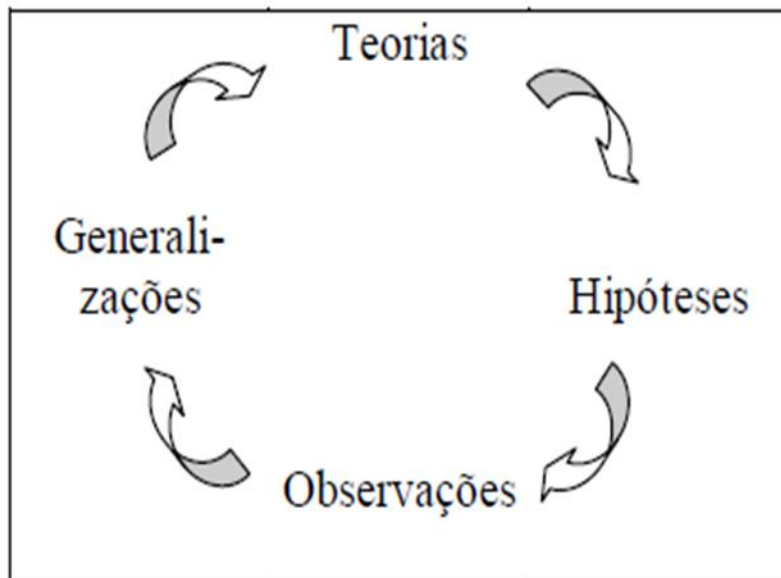 Teorias
Generali-
zações
Hipóteses
Observações